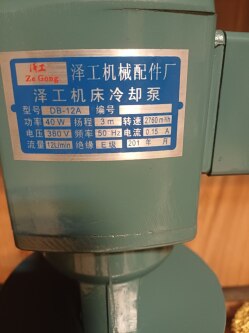 泽工 泽工机械配件厂
Ze Gong
泽工机床冷却泵
型号 DB-12A 编号
功率 40 W 扬程 3 m 转速 2760 r/min
电压 380 V 频率 50 Hz 电流 0.15 A
流量 12L/min 绝缘 E 级 201 年 月